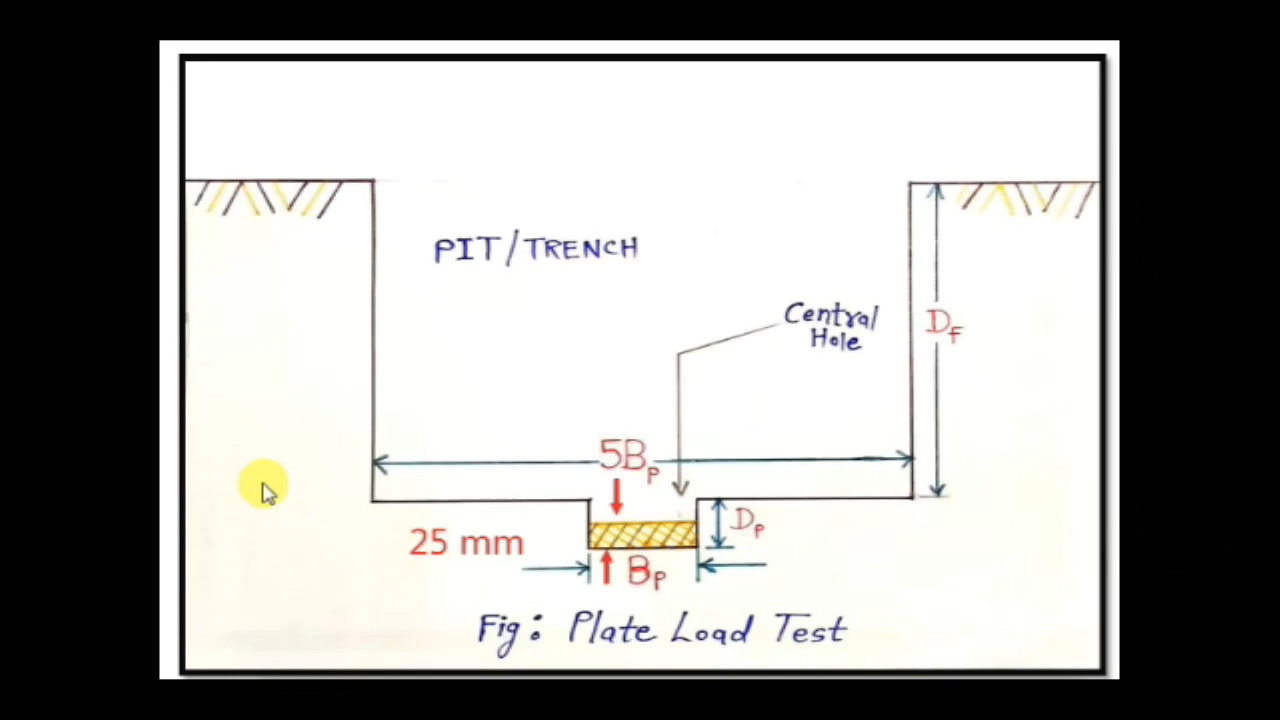 PIT/TRENCH
Central
Hole
DF
5Bp
25 mm
Dp
Bp
Fig: Plate Load Test